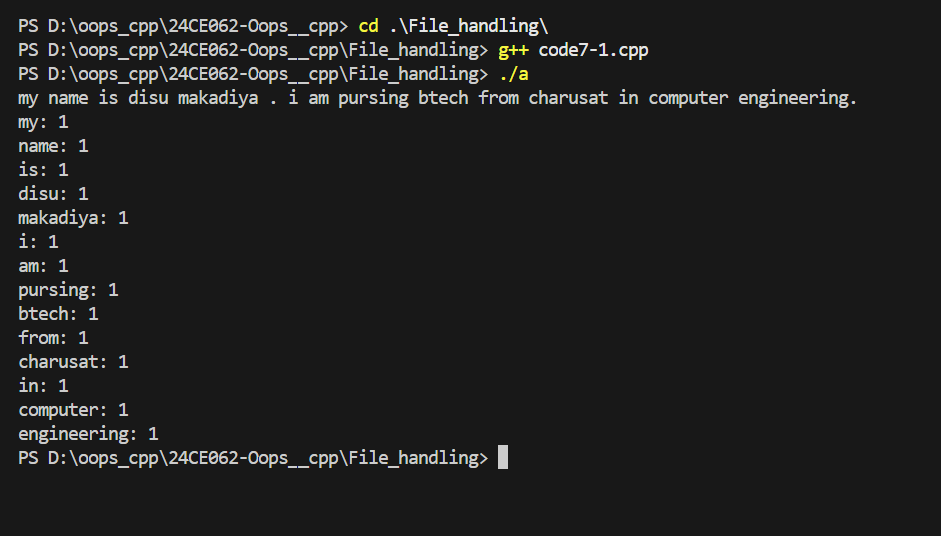 PS D:\oops_cpp\24CE062-Oops__cpp> cd .\File_handling\
PS D:\oops_cpp\24CE062-Oops__cpp\File_handling> g++ code7-1.cpp
PS D:\oops_cpp\24CE062-Oops__cpp\File_handling> ./a
my name is disu makadiya . i am pursing btech from charusat in computer engineering.
my: 1
name: 1
is: 1
disu: 1
makadiya: 1
i: 1
am: 1
pursing: 1
btech: 1
from: 1
charusat: 1
in: 1
computer: 1
engineering: 1
PS D:\oops_cpp\24CE062-Oops__cpp\File_handling>